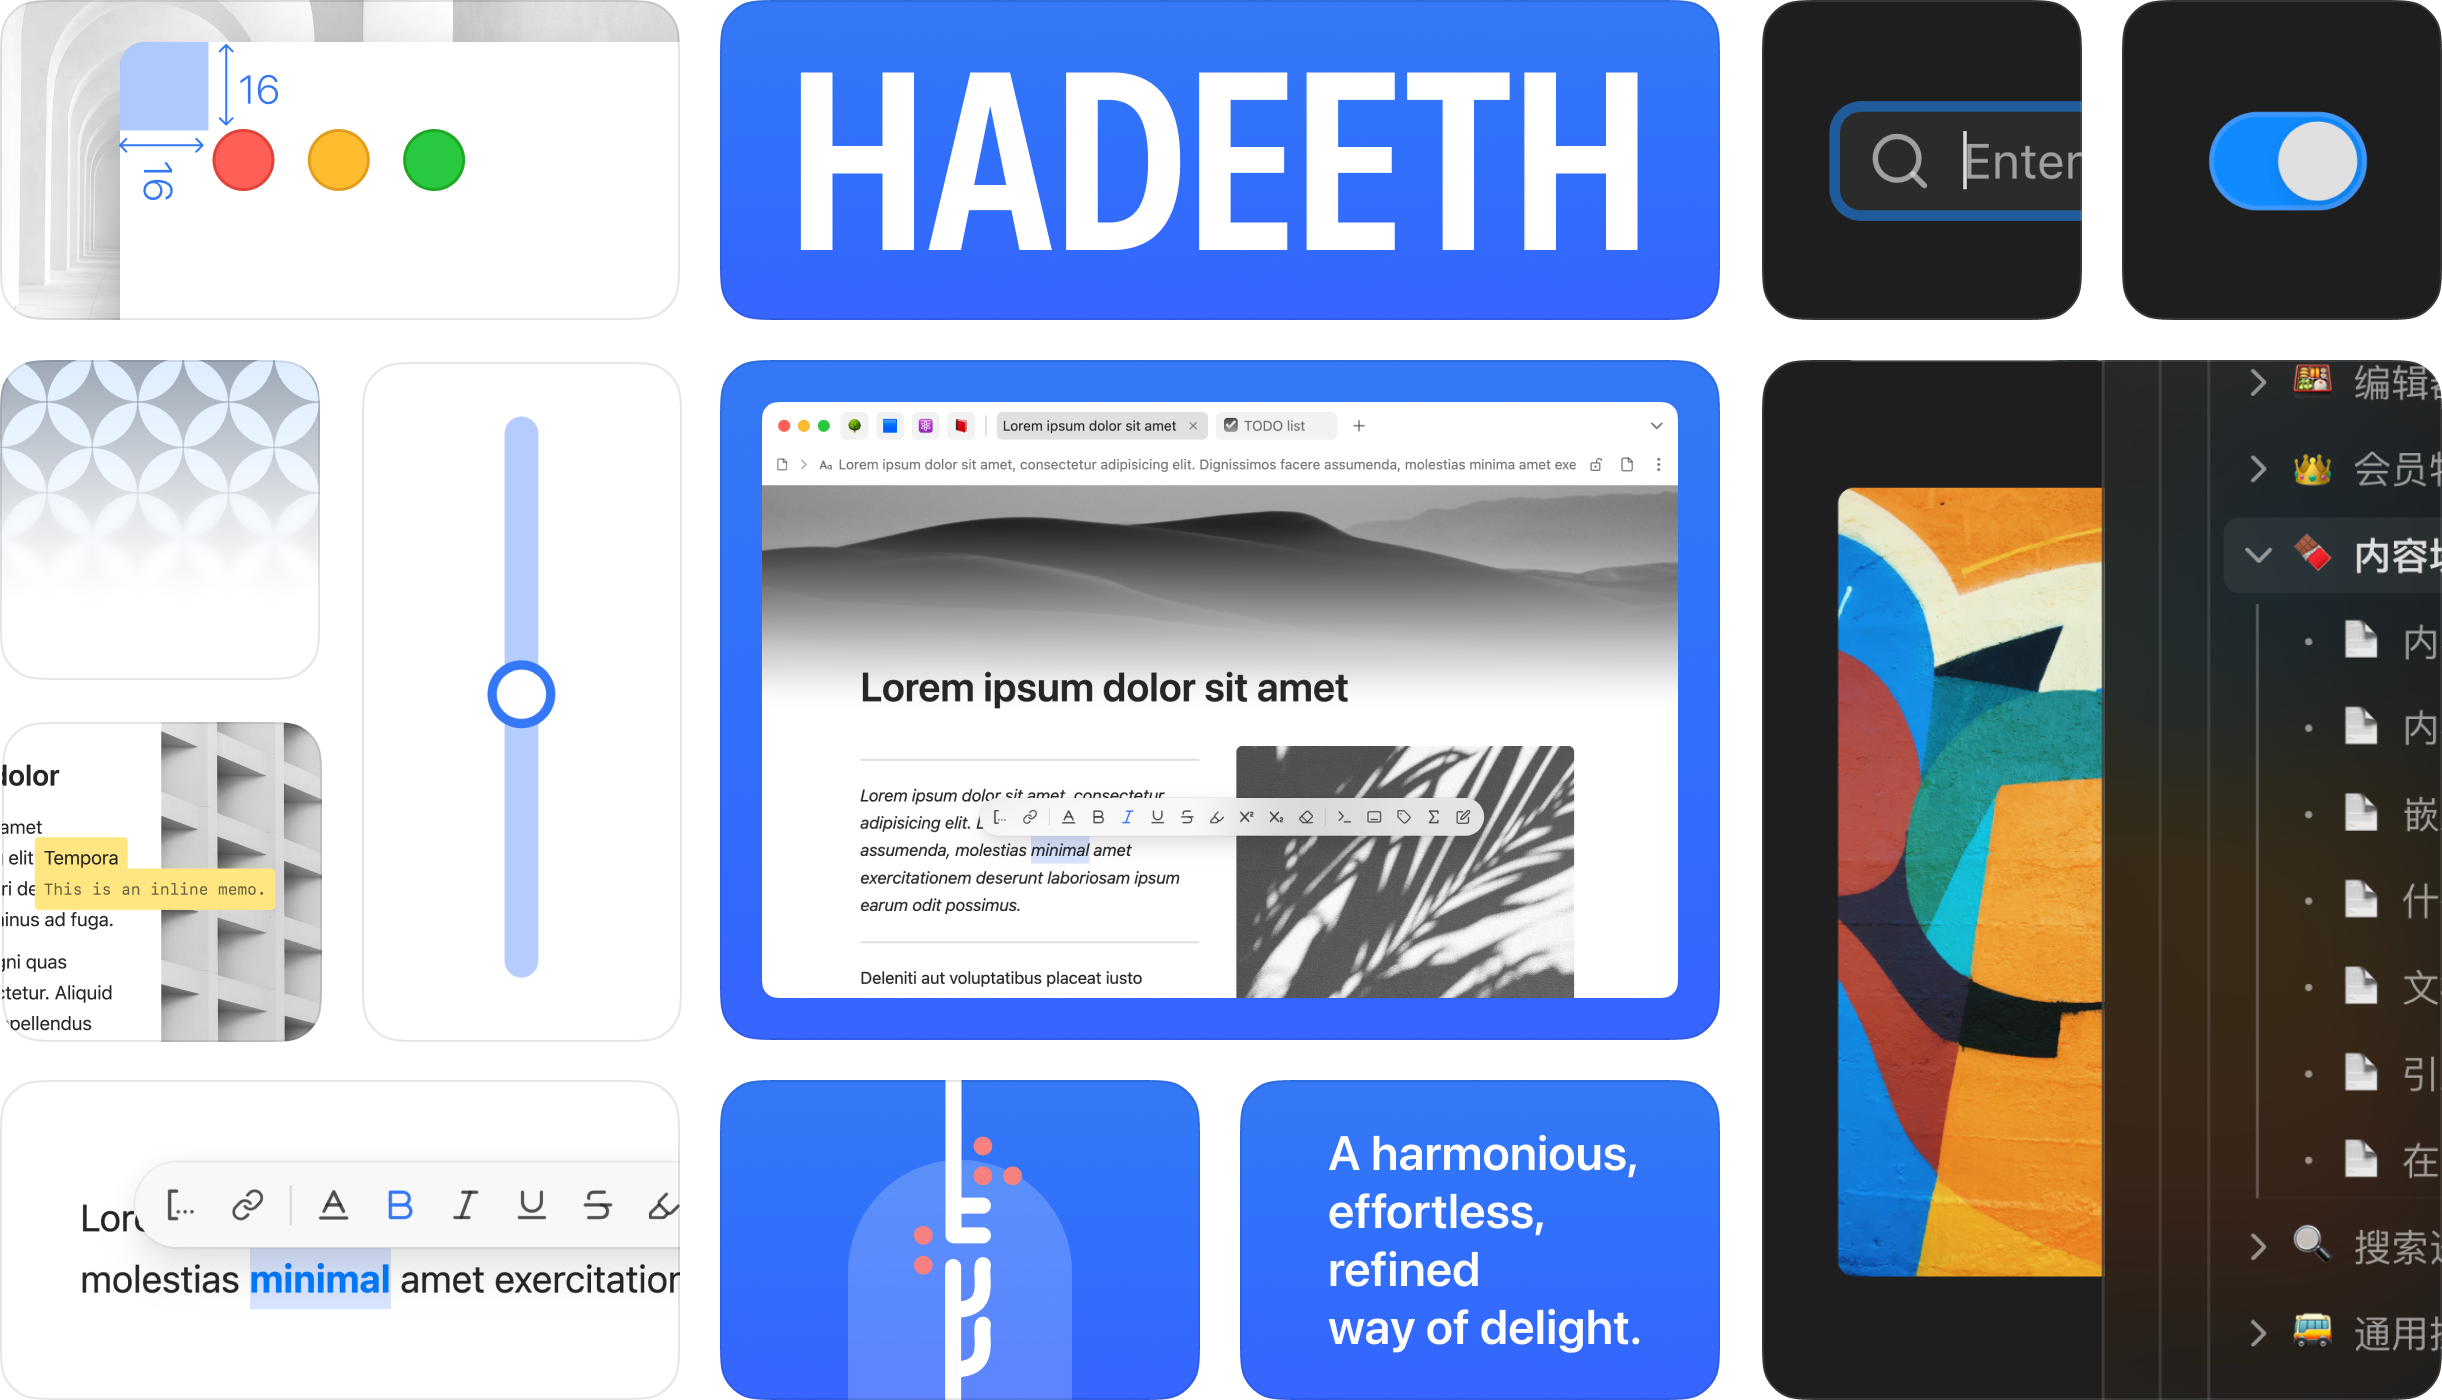 16
16
HADEETH
Enter
Lorem ipsum dolor sit amet
TODO list
Lorem ipsum dolor sit amet, consectetur adipisicing elit. Dignissimos facere assumenda, molestias minima amet exe
Lorem ipsum dolor sit amet
Lorem ipsum dolor sit amet, consectetur
adipisicing elit.
assumenda, molestias minimal amet
exercitationem deserunt laboriosam ipsum
earum odit possimus.
Deleniti aut voluptatibus placeat iusto
dolor
amet
elit Tempora
ri de This is an inline memo.
inus ad fuga.
gni quas
ctetur. Aliquid
pellendus
Lore
molestias minimal amet exercitation
A harmonious,
effortless,
refined
way of delight.
编辑
会员
内容
内
内
嵌
什
文
引
在
搜索
通用